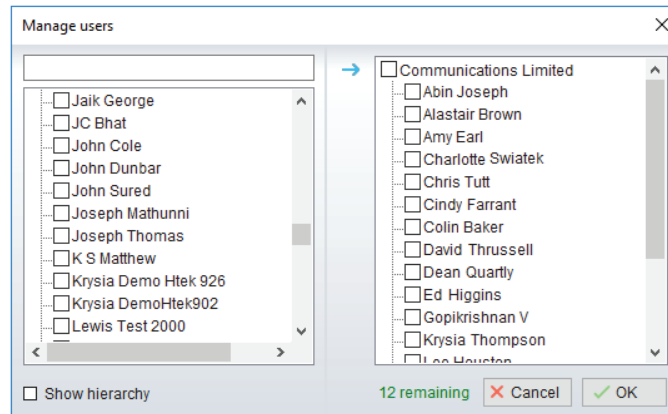 Manage users
Jaik George
JC Bhat
John Cole
John Dunbar
John Sured
Joseph Mathunni
Joseph Thomas
K S Matthew
Krysia Demo Htek 926
Krysia DemoHtek902
Lewis Test 2000
Show hierarchy
Communications Limited
Abin Joseph
Alastair Brown
Amy Earl
Charlotte Swiatek
Chris Tutt
Cindy Farrant
Colin Baker
David Thrussell
Dean Quartly
Ed Higgins
Gopikrishnan V
Krysia Thompson
12 remaining
Cancel
OK